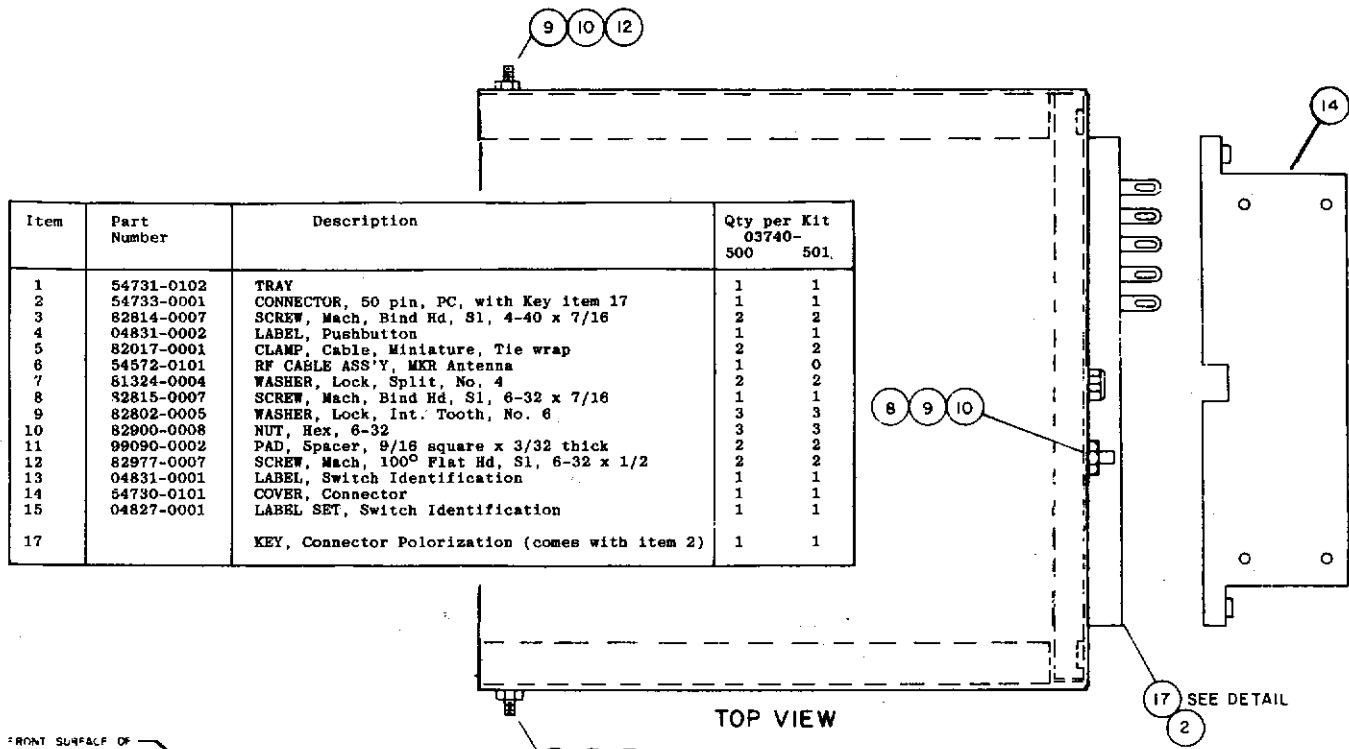 9 10 12
14
Item Part Number Description Qty per Kit 03740- 500 501
1 54731-0102 TRAY 1 1
2 54733-0001 CONNECTOR, 50 pin, PC, with Key item 17 1 1
3 82814-0007 SCREW, Mach, Bind Hd, Sl, 4-40 x 7/16 2 2
4 04831-0002 LABEL, Pushbutton 1 1
5 82017-0001 CLAMP, Cable, Miniature, Tie wrap 2 2
6 54572-0101 RF CABLE ASS'Y, MKR Antenna 1 0
7 81324-0004 WASHER, Lock, Split, No. 4 2 2
8 82815-0007 SCREW, Mach, Bind Hd, Sl, 6-32 x 7/16 1 1
9 82802-0005 WASHER, Lock, Int. Tooth, No. 6 3 3
10 82900-0008 NUT, Hex, 6-32 3 3
11 99090-0002 PAD, Spacer, 9/16 square x 3/32 thick 2 2
12 82977-0007 SCREW, Mach, 100° Flat Hd, Sl, 6-32 x 1/2 2 2
13 04831-0001 LABEL, Switch Identification 1 1
14 54730-0101 COVER, Connector 1 1
15 04827-0001 LABEL SET, Switch Identification 1 1
17 KEY, Connector Polorization (comes with item 2) 1 1
8 9 10
17 SEE DETAIL
2
TOP VIEW
FRONT SURFACE OF